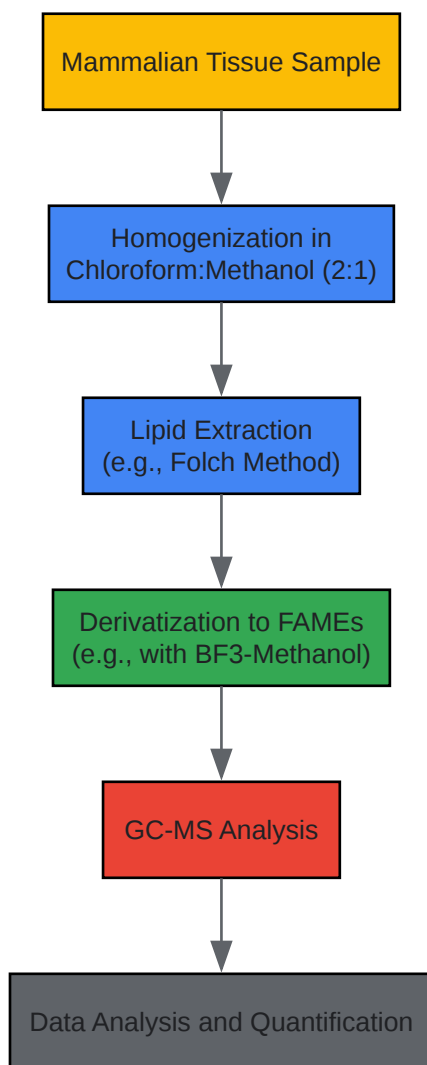 Mammalian Tissue Sample
Homogenization in
Chloroform:Methanol (2:1)
Lipid Extraction
(e.g., Folch Method)
Derivatization to FAMEs
(e.g., with BF3-Methanol)
GC-MS Analysis
Data Analysis and Quantification